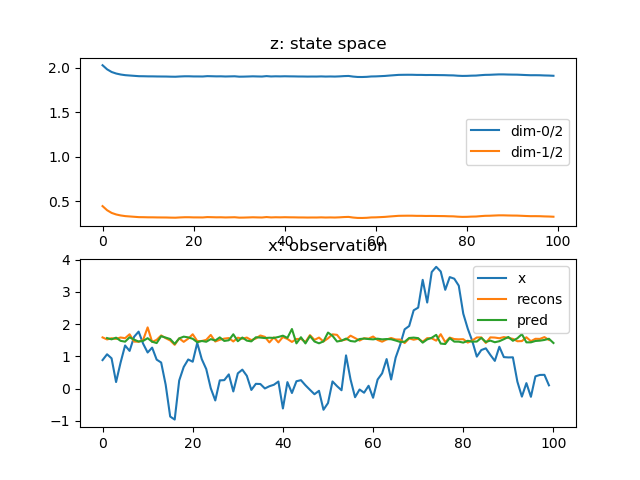 z: state space
2.0
1.5
1.0
0.5
dim-0/2
dim-1/2
0 20 40 60 80 100
x: observation
4
3
2
1
0
−1
x
recons
pred
0 20 40 60 80 100